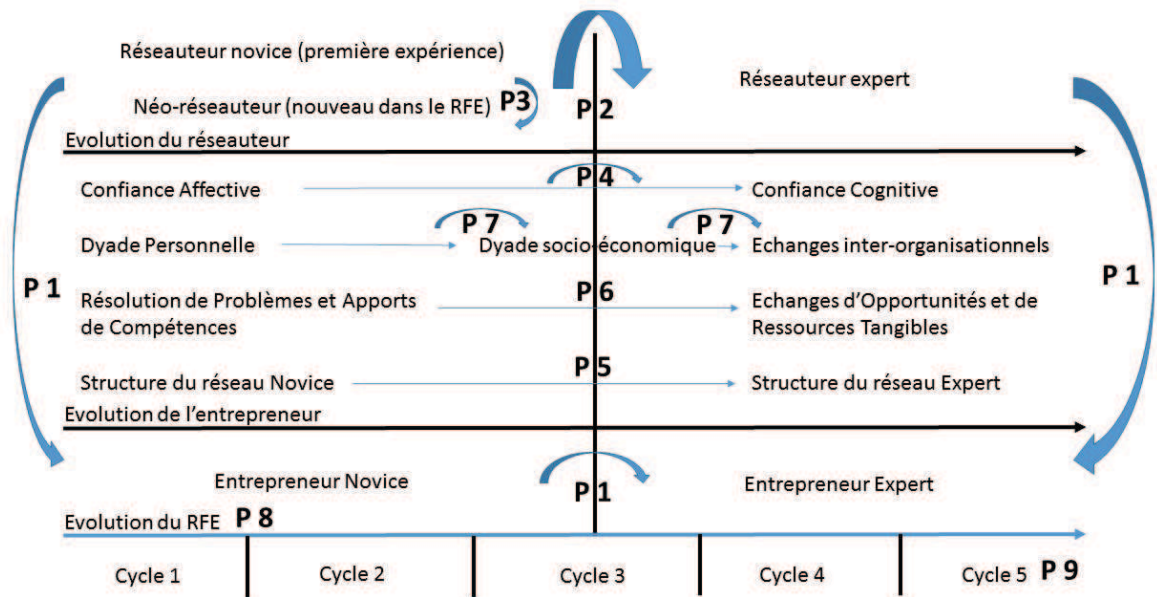 Réseauteur novice (première expérience)
Réseauteur expert
Néo-réseauteur (nouveau dans le RFE) P3
P 2
Evolution du réseauteur
Confiance Affective
P 4
Confiance Cognitive
P 7
P 7
Dyade Personnelle
Dyade socio-économique
Echanges inter-organisationnels
P 1
P 1
Résolution de Problèmes et Apports
de Compétences
P 6
Echanges d'Opportunités et de
Ressources Tangibles
Structure du réseau Novice
P 5
Structure du réseau Expert
Evolution de l'entrepreneur
Entrepreneur Novice
P 1
Entrepreneur Expert
Evolution du RFE P 8
Cycle 1
Cycle 2
Cycle 3
Cycle 4
Cycle 5 P 9